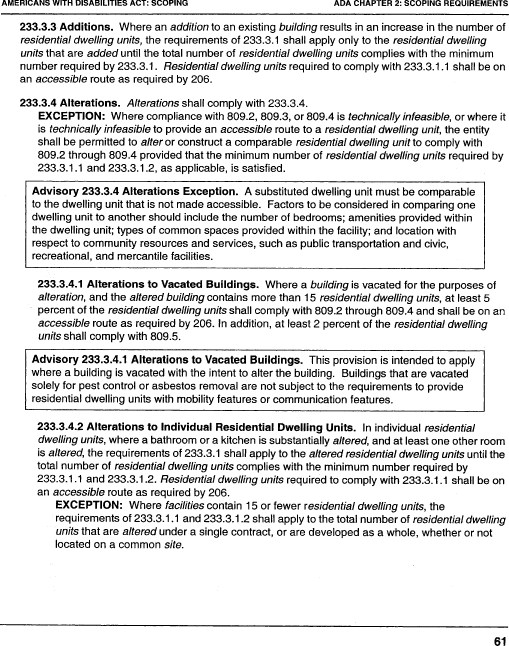 AMERICANS WITH DISABILITIES ACT: SCOPING ADA CHAPTER 2: SCOPING REQUIREMENTS
233.3.3 Additions. Where an addition to an existing building results in an increase in the number of
residential dwelling units, the requirements of 233.3.1 shall apply only to the residential dwelling
units that are added until the total number of residential dwelling units complies with the minimum
number required by 233.3.1. Residential dwelling units required to comply with 233.3.1.1 shall be on
an accessible route as required by 206.
233.3.4 Alterations. Alterations shall comply with 233.3.4.
EXCEPTION: Where compliance with 809.2, 809.3, or 809.4 is technically infeasible, or where it
is technically infeasible to provide an accessible route to a residential dwelling unit, the entity
shall be permitted to alter or construct a comparable residential dwelling unit to comply with
809.2 through 809.4 provided that the minimum number of residential dwelling units required by
233.3.1.1 and 233.3.1.2, as applicable, is satisfied.
Advisory 233.3.4 Alterations Exception. A substituted dwelling unit must be comparable
to the dwelling unit that is not made accessible. Factors to be considered in comparing one
dwelling unit to another should include the number of bedrooms; amenities provided within
the dwelling unit; types of common spaces provided within the facility; and location with
respect to community resources and services, such as public transportation and civic,
recreational, and mercantile facilities.
233.3.4.1 Alterations to Vacated Buildings. Where a building is vacated for the purposes of
alteration, and the altered building contains more than 15 residential dwelling units, at least 5
percent of the residential dwelling units shall comply with 809.2 through 809.4 and shall be on an
accessible route as required by 206. In addition, at least 2 percent of the residential dwelling
units shall comply with 809.5.
Advisory 233.3.4.1 Alterations to Vacated Buildings. This provision is intended to apply
where a building is vacated with the intent to alter the building. Buildings that are vacated
solely for pest control or asbestos removal are not subject to the requirements to provide
residential dwelling units with mobility features or communication features.
233.3.4.2 Alterations to Individual Residential Dwelling Units. In individual residential
dwelling units, where a bathroom or a kitchen is substantially altered, and at least one other room
is altered, the requirements of 233.3.1 shall apply to the altered residential dwelling units until the
total number of residential dwelling units complies with the minimum number required by
233.3.1.1 and 233.3.1.2. Residential dwelling units required to comply with 233.3.1.1 shall be on
an accessible route as required by 206.
EXCEPTION: Where facilities contain 15 or fewer residential dwelling units, the
requirements of 233.3.1.1 and 233.3.1.2 shall apply to the total number of residential dwelling
units that are altered under a single contract, or are developed as a whole, whether or not
located on a common site.
61